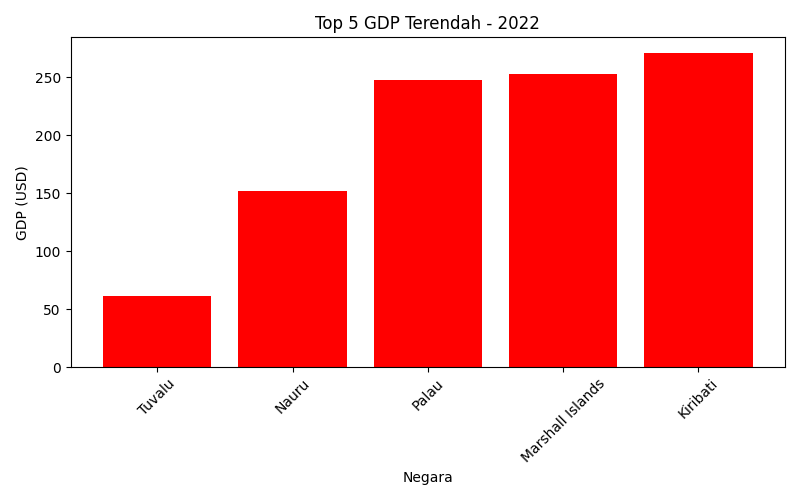 Top 5 GDP Terendah - 2022
GDP (USD)
250
200
150
100
50
0
Tuvalu
Nauru
Palau
Marshall Islands
Kiribati
Negara